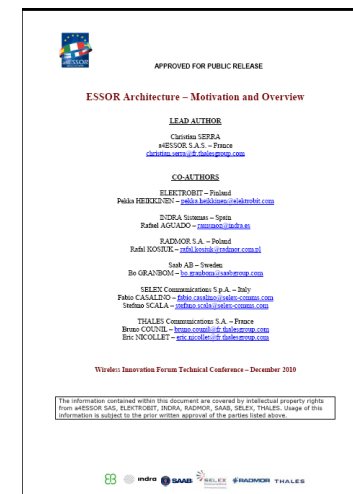 a4ESSOR
APPROVED FOR PUBLIC RELEASE
ESSOR Architecture – Motivation and Overview
LEAD AUTHOR
Christian SERRA
a4ESSOR S.A.S. – France
christian.serra@fr.thalesgroup.com
CO-AUTHORS
ELEKTROBIT – Finland
Pekka HEIKKINEN – pekka.heikkinen@elektrobit.com
INDRA Sistemas – Spain
Rafael AGUADO – ramunoz@indra.es
RADMOR S.A. – Poland
Rafal KOSIUK – rafal.kosiuk@radmor.com.pl
Saab AB – Sweden
Bo GRANBOM – bo.granbom@saabgroup.com
SELEX Communications S.p.A. – Italy
Fabio CASALINO – fabio.casalino@selex-comms.com
Stefano SCALA – stefano.scala@selex-comms.com
THALES Communications S.A. – France
Bruno COUNIL – bruno.counil@fr.thalesgroup.com
Eric NICOLLET – eric.nicollet@fr.thalesgroup.com
Wireless Innovation Forum Technical Conference – December 2010
The information contained within this document are covered by intellectual property rights
from a4ESSOR SAS, ELEKTROBIT, INDRA, RADMOR, SAAB, SELEX, THALES. Usage of this
information is subject to the prior written approval of the parties listed above.
indra SAAB SELEX RADMOR THALES